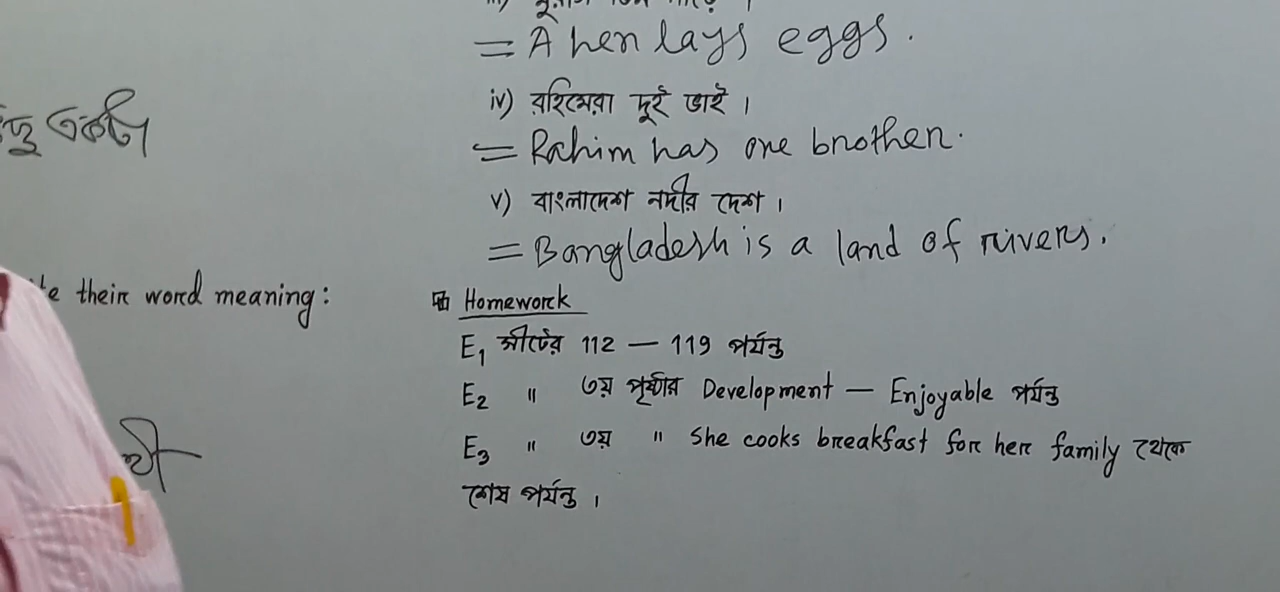 = A hen lays eggs.
iv) রহিমেরা দুই ভাই।
= Rahim has one brother.
v) বাংলাদেশ নদীর দেশ।
= Bangladesh is a land of rivers.
their word meaning:
Homework
E1 সীটের 112 — 119 পর্যন্ত
E2 " ৩য় পৃষ্ঠার Development — Enjoyable পর্যন্ত
E3 " ৩য় " She cooks breakfast for her family থেকে
শেষ পর্যন্ত।